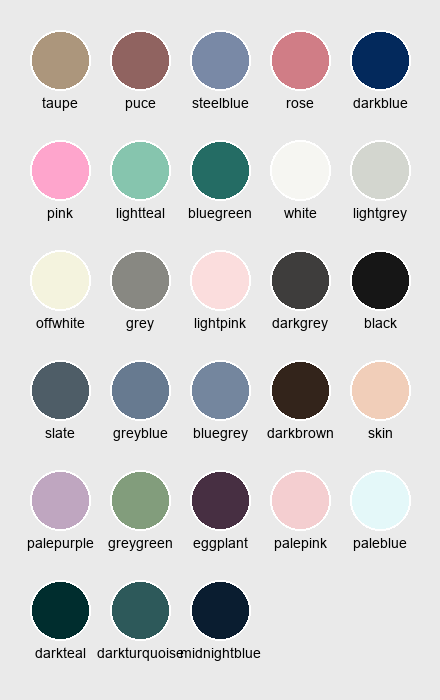 taupe puce steelblue rose darkblue
pink lightteal bluegreen white lightgrey
offwhite grey lightpink darkgrey black
slate greyblue bluegrey darkbrown skin
palepurple greygreen eggplant palepink paleblue
darkteal darkturquoise midnightblue